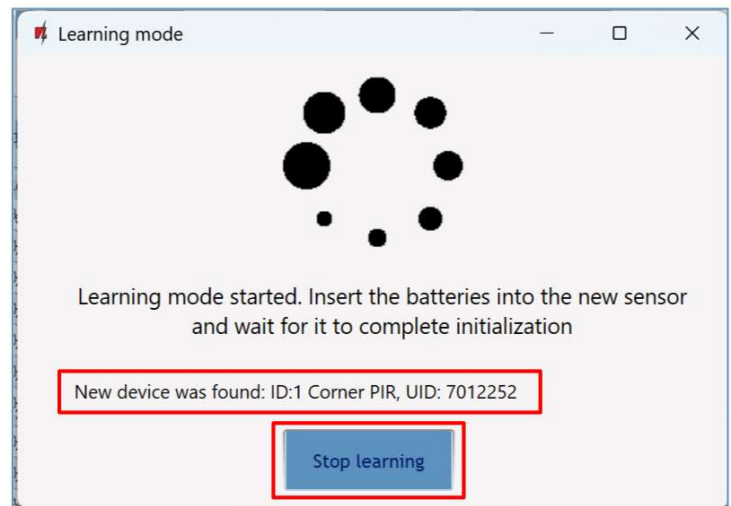 Learning mode
Learning mode started. Insert the batteries into the new sensor
and wait for it to complete initialization
New device was found: ID:1 Corner PIR, UID: 7012252
Stop learning